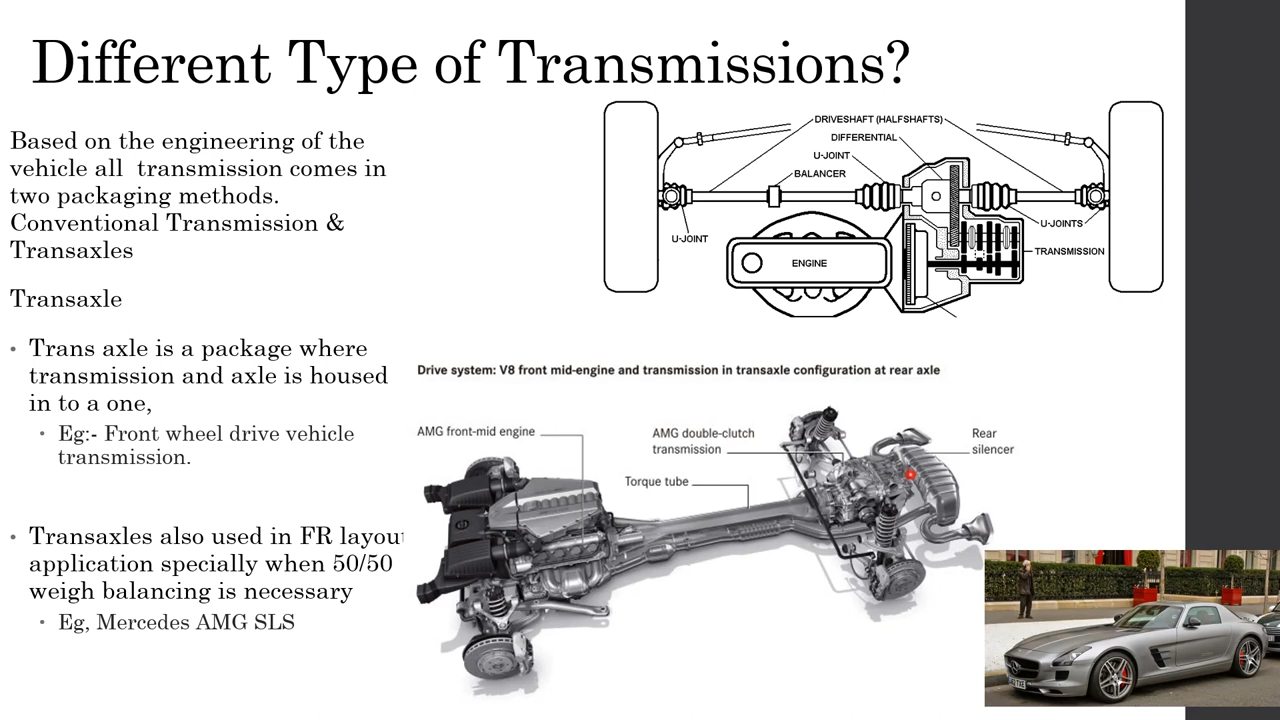 Different Type of Transmissions?
Based on the engineering of the
vehicle all transmission comes in
two packaging methods.
Conventional Transmission &
Transaxles
Transaxle
• Trans axle is a package where
transmission and axle is housed
in to a one,
• Eg:- Front wheel drive vehicle
transmission.
• Transaxles also used in FR layout
application specially when 50/50
weigh balancing is necessary
• Eg, Mercedes AMG SLS
DRIVESHAFT (HALFSHAFTS)
DIFFERENTIAL
U-JOINT
BALANCER
U-JOINT
U-JOINTS
TRANSMISSION
ENGINE
Drive system: V8 front mid-engine and transmission in transaxle configuration at rear axle
AMG front-mid engine
AMG double-clutch
transmission
Rear
silencer
Torque tube